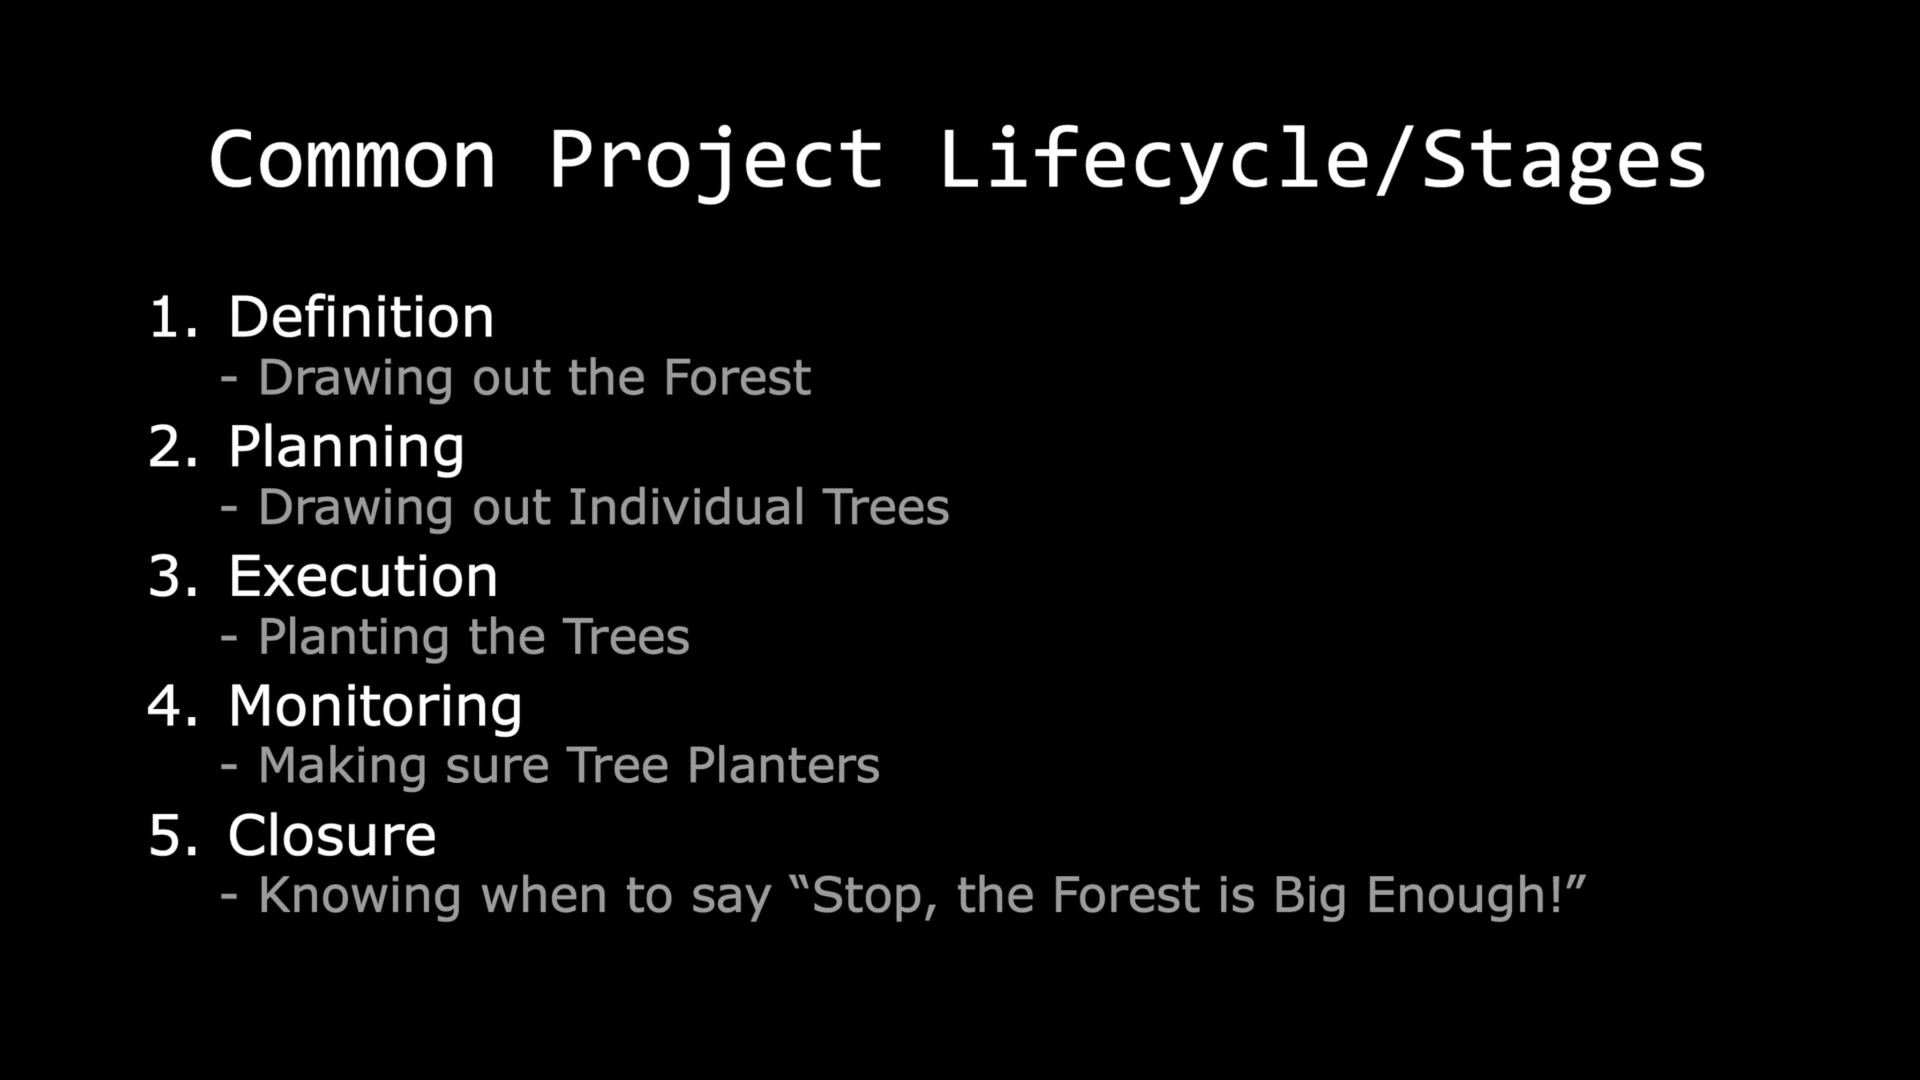 Common Project Lifecycle/Stages
1. Definition
- Drawing out the Forest
2. Planning
- Drawing out Individual Trees
3. Execution
- Planting the Trees
4. Monitoring
- Making sure Tree Planters
5. Closure
- Knowing when to say “Stop, the Forest is Big Enough!”